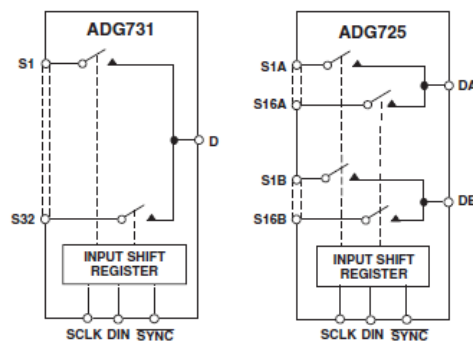 ADG731
S1
D
S32
INPUT SHIFT
REGISTER
SCLK DIN SYNC
ADG725
S1A
DA
S16A
S1B
DB
S16B
INPUT SHIFT
REGISTER
SCLK DIN SYNC